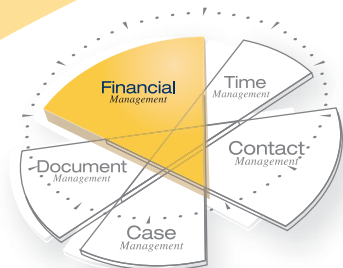 Financial
Management
Time
Management
Contact
Management
Document
Management
Case
Management